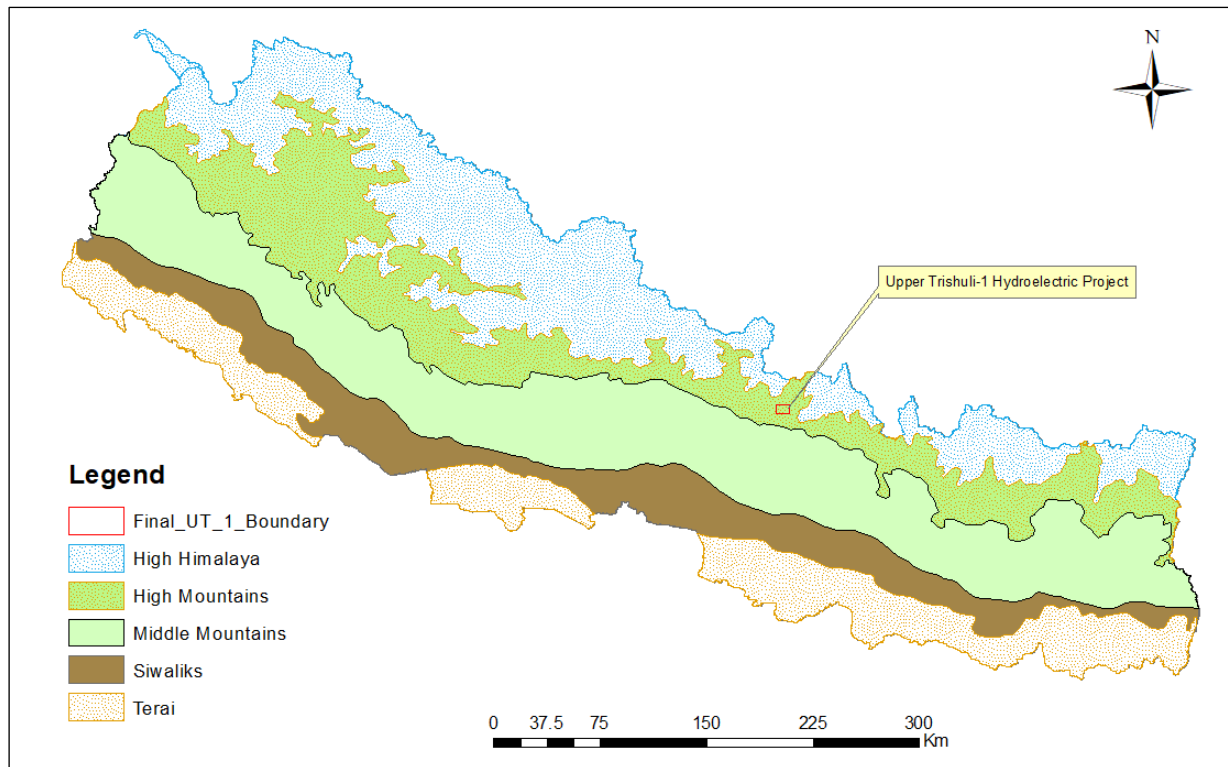 N
Upper Trishuli-1 Hydroelectric Project
Legend
Final_UT_1_Boundary
High Himalaya
High Mountains
Middle Mountains
Siwaliks
Terai
0 37.5 75 150 225 300
Km